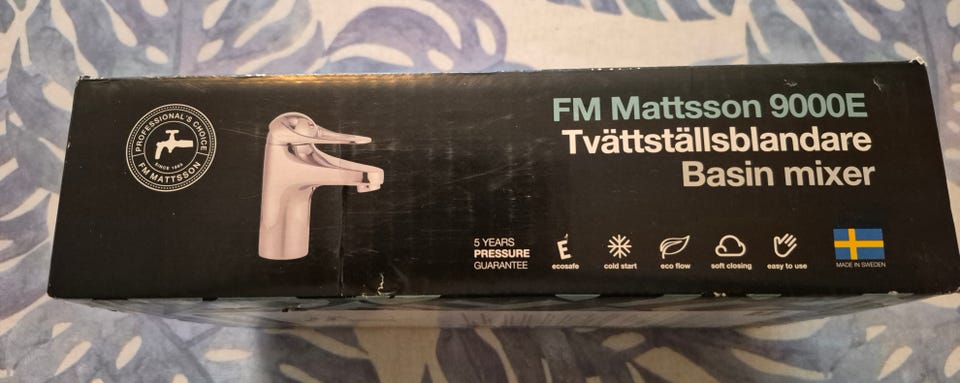 PROFESSIONAL'S CHOICE
SINCE 1865
FM MATTSSON
FM Mattsson 9000E
Tvättställsblandare
Basin mixer
5 YEARS
PRESSURE
GUARANTEE
É
ecosafe
cold start
eco flow
soft closing
easy to use
MADE IN SWEDEN